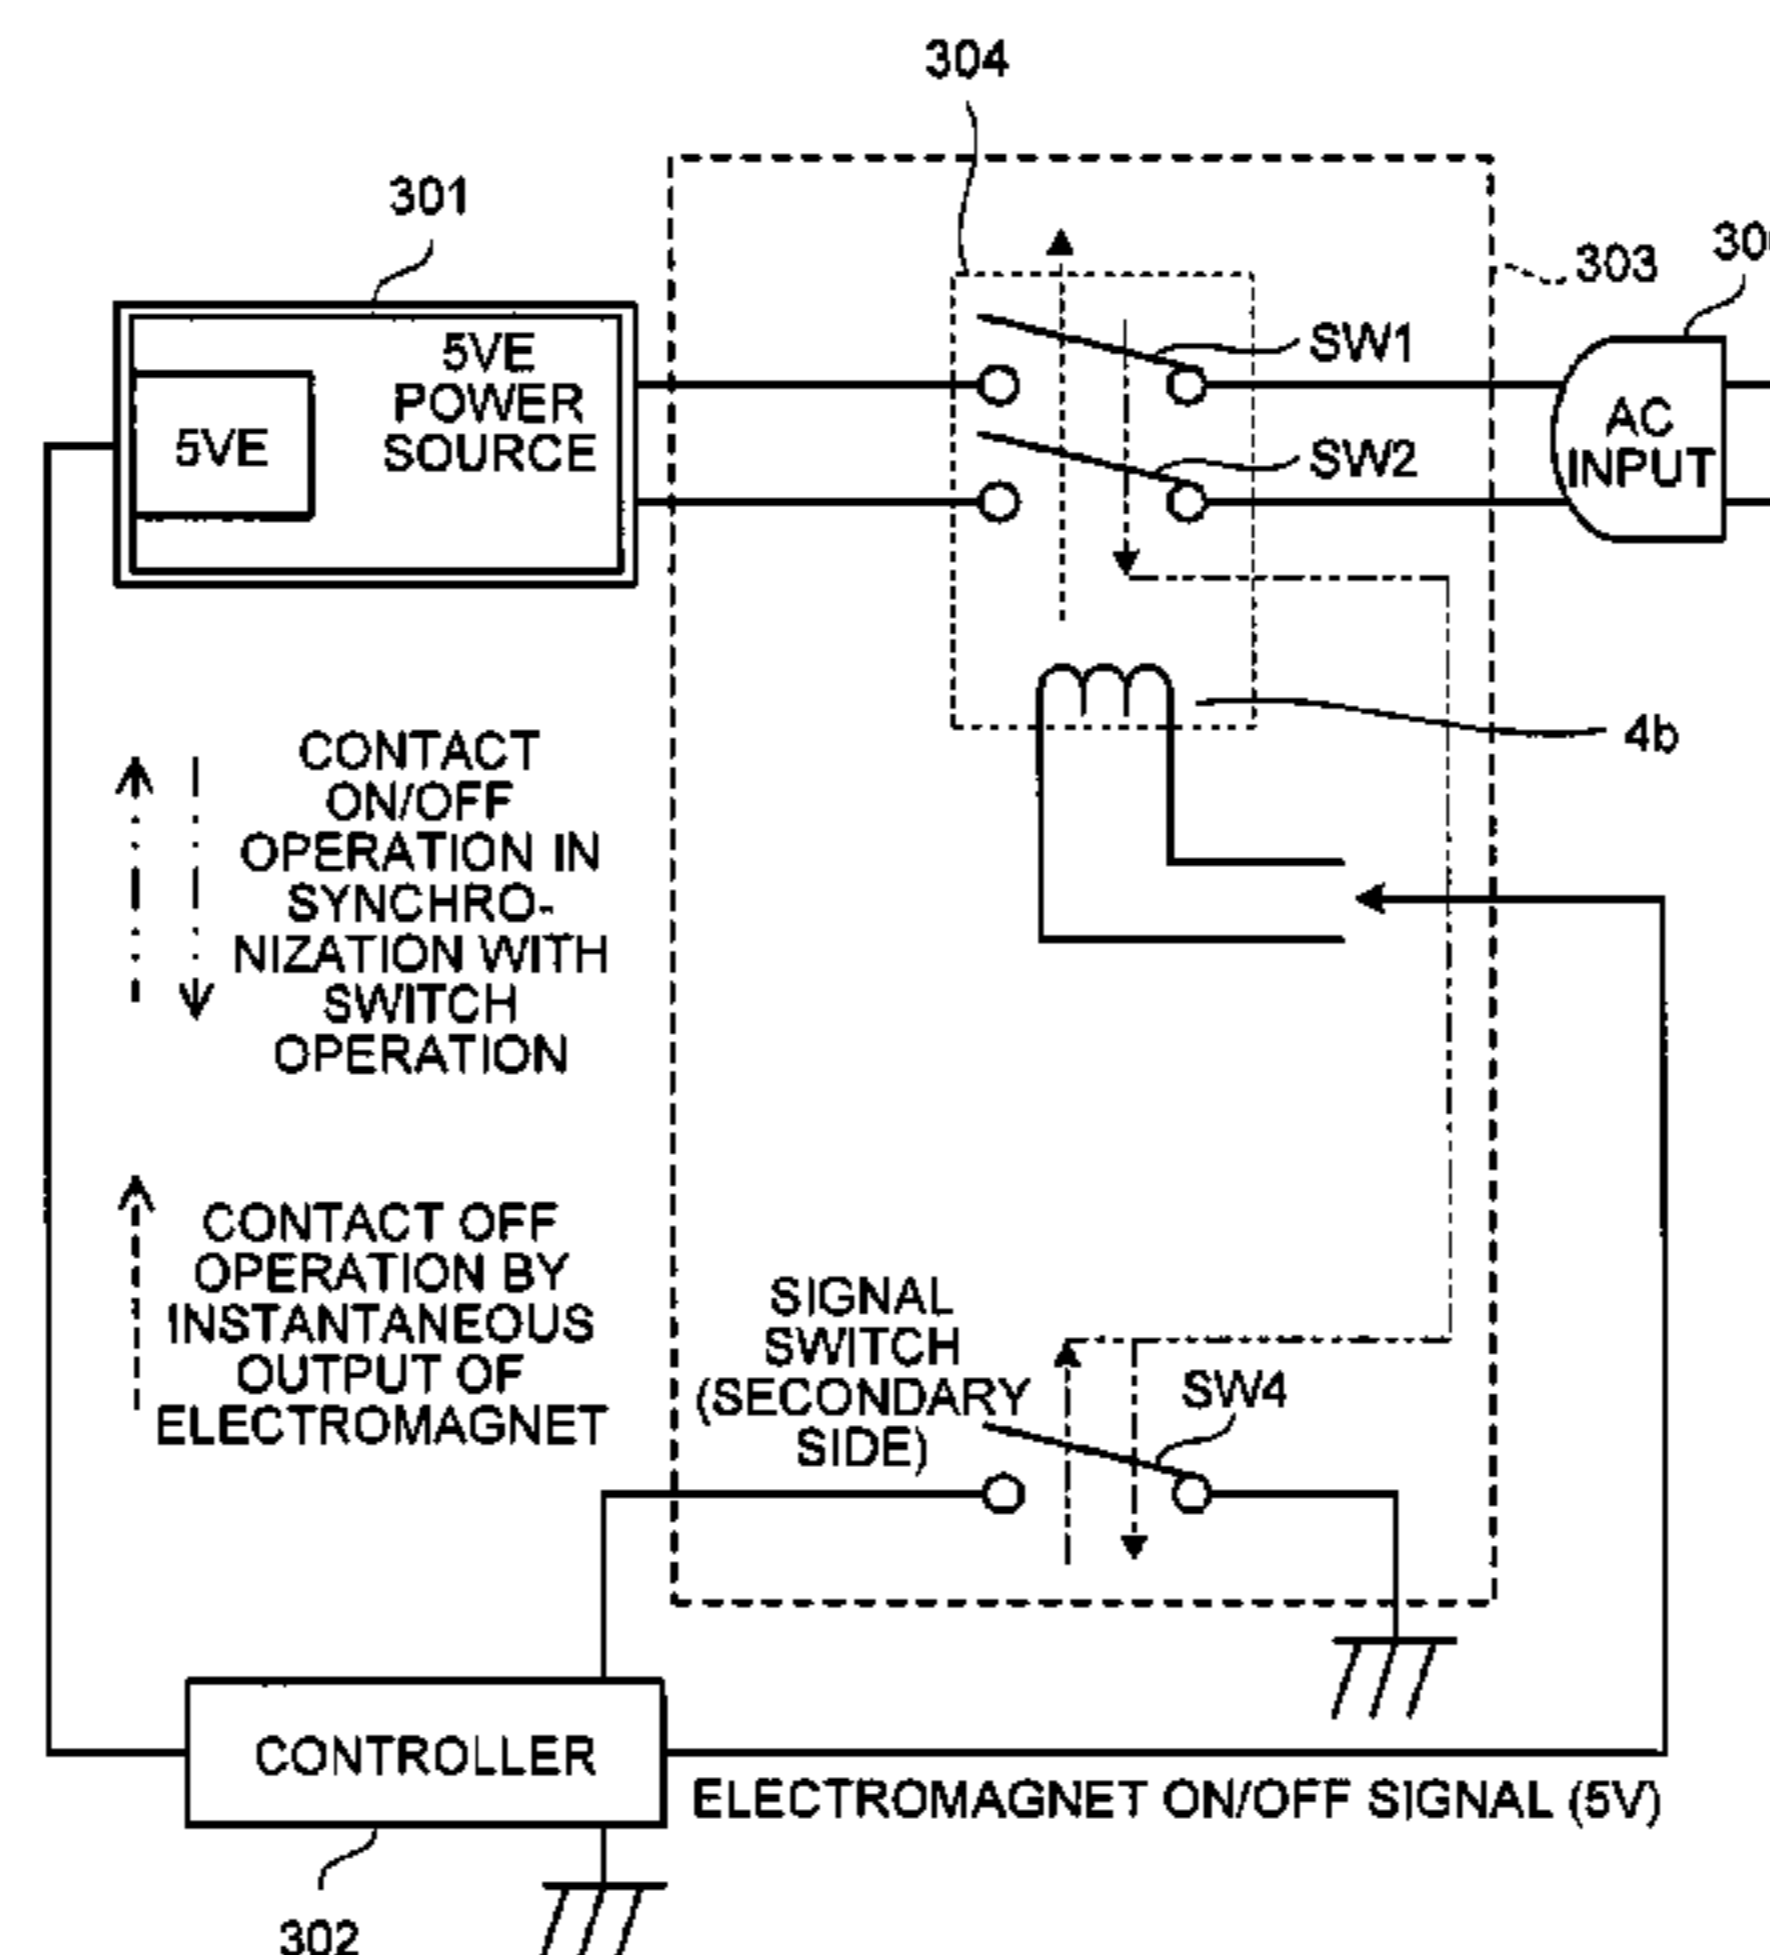 304
301
303
5VE
POWER
SOURCE
5VE
SW1
SW2
AC
INPUT
4b
CONTACT
ON/OFF
OPERATION IN
SYNCHRO-
NIZATION WITH
SWITCH
OPERATION
CONTACT OFF
OPERATION BY
INSTANTANEOUS
OUTPUT OF
ELECTROMAGNET
SIGNAL
SWITCH
(SECONDARY
SIDE)
SW4
CONTROLLER
ELECTROMAGNET ON/OFF SIGNAL (5V)
302